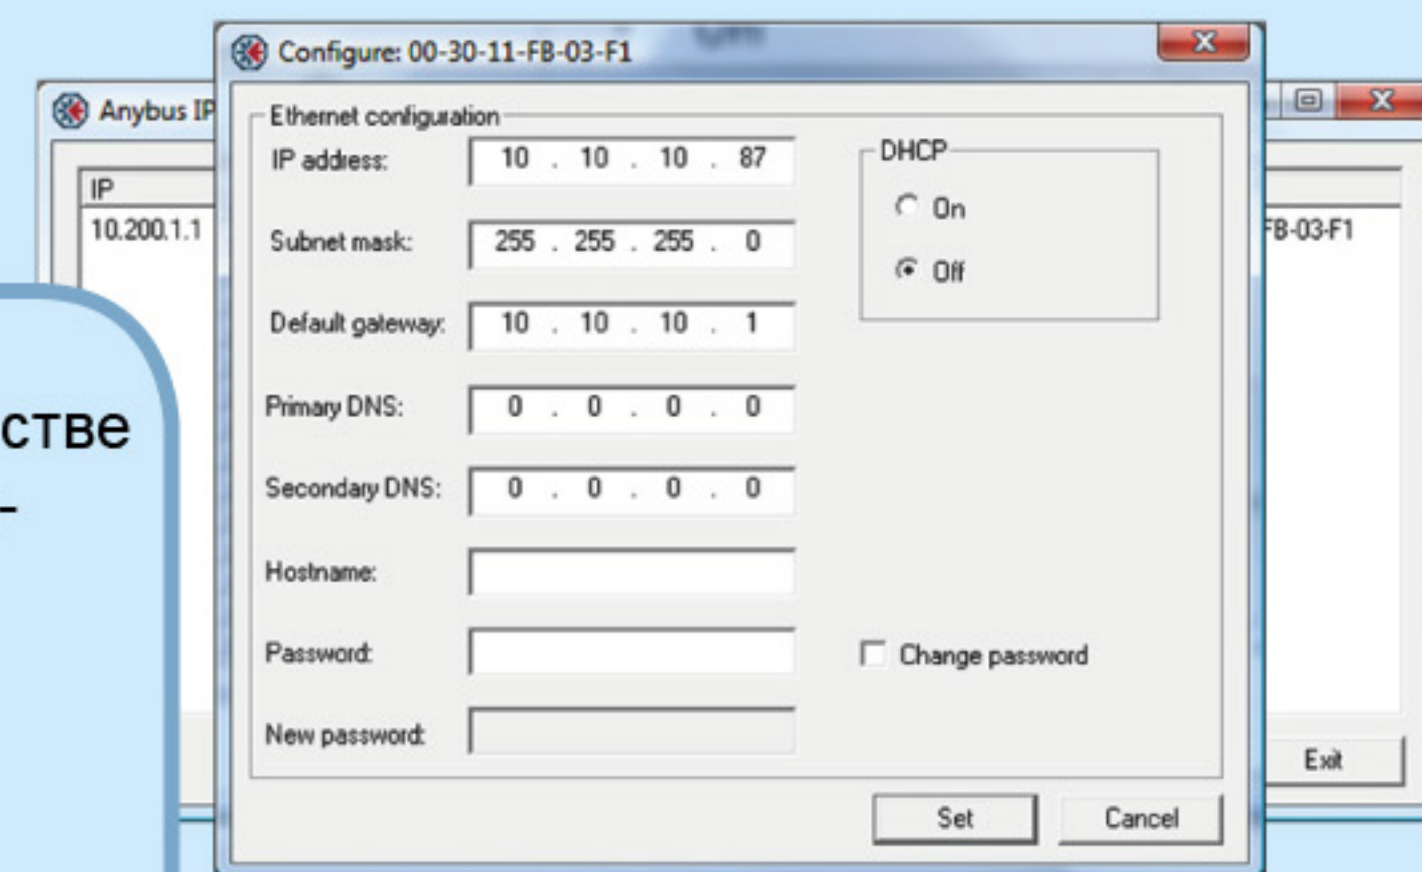 Configure: 00-30-11-FB-03-F1
Anybus IP
Ethernet configuration
IP address: 10 . 10 . 10 . 87
DHCP
On
Off
Subnet mask: 255 . 255 . 255 . 0
Default gateway: 10 . 10 . 10 . 1
Primary DNS: 0 . 0 . 0 . 0
Secondary DNS: 0 . 0 . 0 . 0
Hostname:
Password:
Change password
New password:
Set
Cancel
IP
10.200.1.1
FB-03-F1
Exit
стве
-